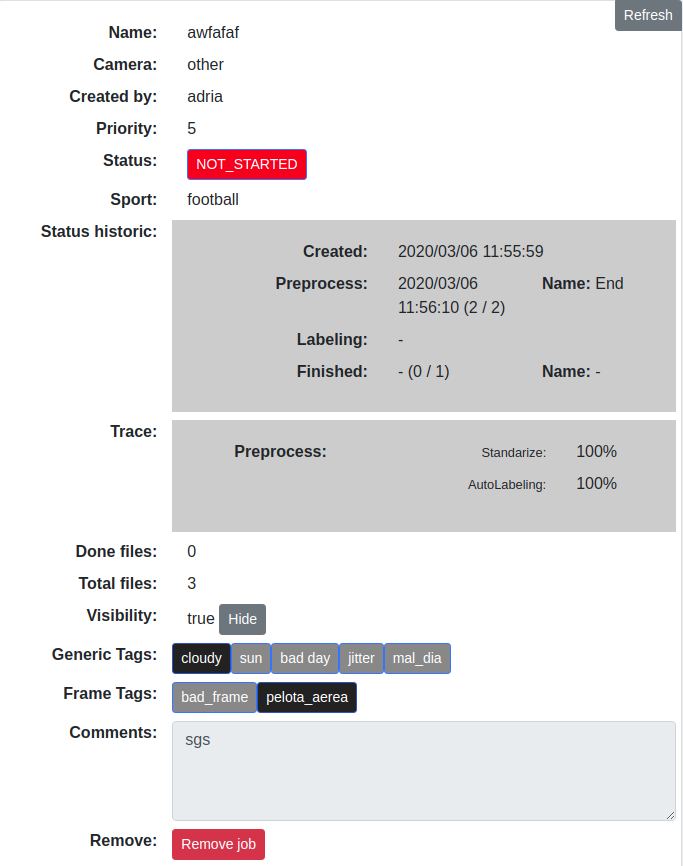 Refresh
Name: awfafaf
Camera: other
Created by: adria
Priority: 5
Status: NOT_STARTED
Sport: football
Status historic:
Created: 2020/03/06 11:55:59
Preprocess: 2020/03/06 11:56:10 (2 / 2) Name: End
Labeling: -
Finished: - (0 / 1) Name: -
Trace:
Preprocess: Standarize: 100%
AutoLabeling: 100%
Done files: 0
Total files: 3
Visibility: true Hide
Generic Tags: cloudy sun bad day jitter mal_dia
Frame Tags: bad_frame pelota_aerea
Comments: sgs
Remove: Remove job